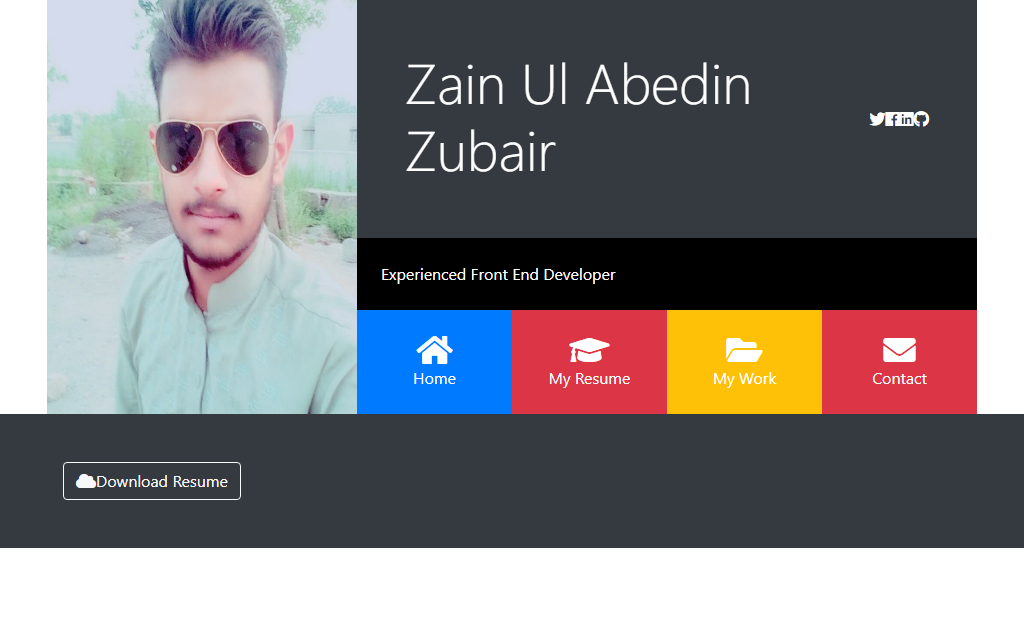 Zain Ul Abedin
Zubair
Experienced Front End Developer
Home
My Resume
My Work
Contact
Download Resume